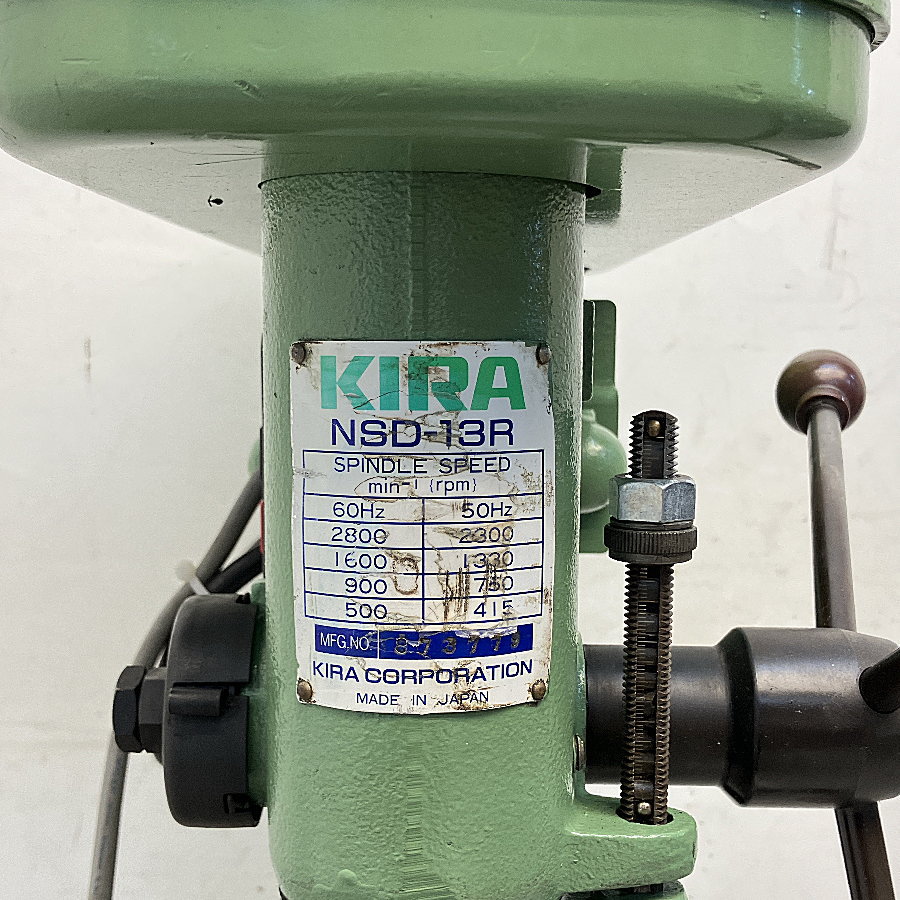 KIRA
NSD-13R
SPINDLE SPEED
min-1 (rpm)
60Hz 50Hz
2800 2300
1600 1330
900 750
500 415
MFG.NO.
KIRA CORPORATION
MADE IN JAPAN